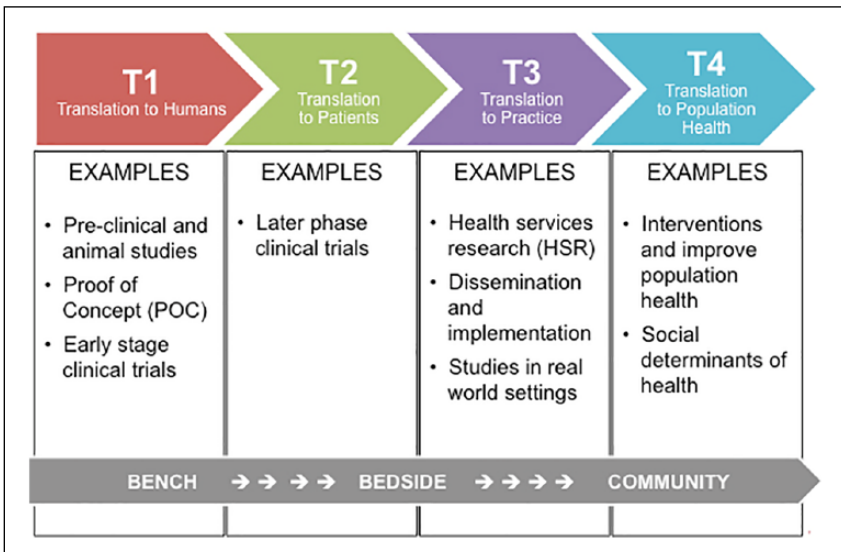 T1
Translation to Humans
T2
Translation
to Patients
T3
Translation
to Practice
T4
Translation
to Population
Health
EXAMPLES
• Pre-clinical and
animal studies
• Proof of
Concept (POC)
• Early stage
clinical trials
EXAMPLES
• Later phase
clinical trials
EXAMPLES
• Health services
research (HSR)
• Dissemination
and
implementation
• Studies in real
world settings
EXAMPLES
• Interventions
and improve
population
health
• Social
determinants of
health
BENCH → → → → BEDSIDE → → → → COMMUNITY